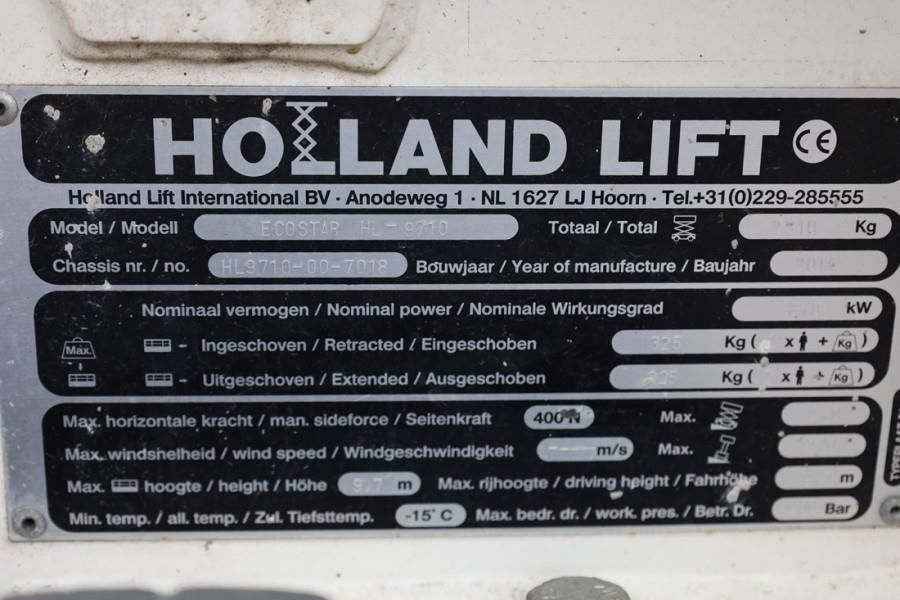 HOLLAND LIFT CE
Holland Lift International BV · Anodeweg 1 · NL 1627 LJ Hoorn · Tel.+31(0)229-285555
Model / Modell ECOSTAR HL-9710 Totaal / Total Kg
Chassis nr. / no. HL9710-00-7018 Bouwjaar / Year of manufacture / Baujahr
Nominaal vermogen / Nominal power / Nominale Wirkungsgrad kW
Max. - Ingeschoven / Retracted / Eingeschoben 325 Kg ( x + Kg )
- Uitgeschoven / Extended / Ausgeschoben Kg ( x + Kg )
Max. horizontale kracht / man. sideforce / Seitenkraft 400 N Max.
Max. windsnelheid / wind speed / Windgeschwindigkeit m/s Max.
Max. hoogte / height / Höhe 9,7 m Max. rijhoogte / driving height / Fahrhöhe m
Min. temp. / all. temp. / Zul. Tiefsttemp. -15° C Max. bedr. dr. / work. pres. / Betr. Dr. Bar